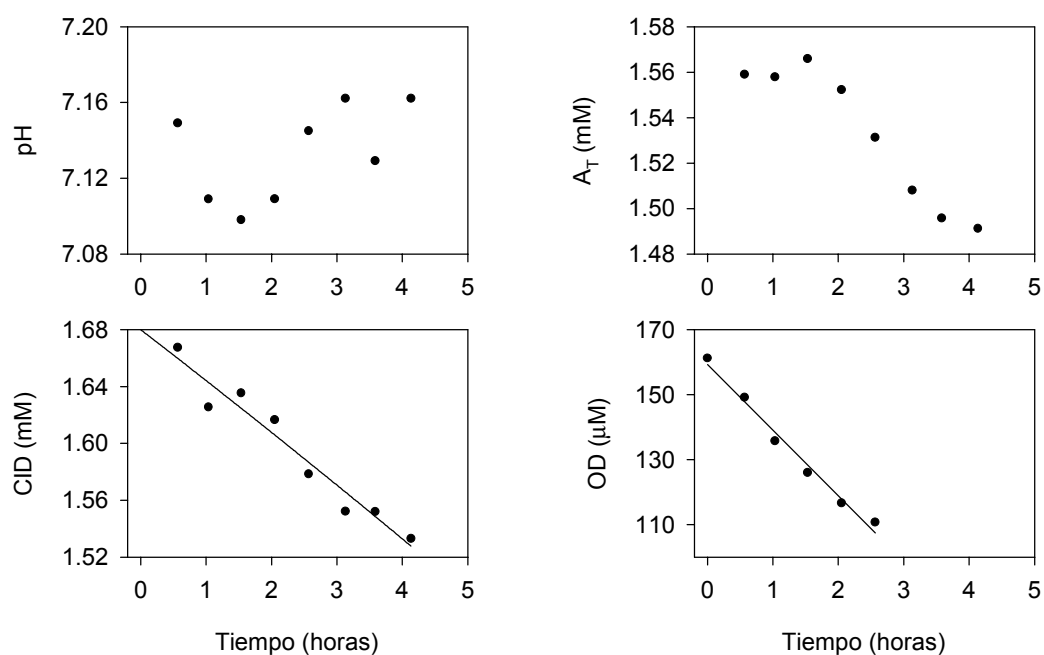 7.20
7.16
7.12
7.08
pH
0 1 2 3 4 5
1.58
1.56
1.54
1.52
1.50
1.48
A_T (mM)
0 1 2 3 4 5
1.68
1.64
1.60
1.56
1.52
CID (mM)
0 1 2 3 4 5
Tiempo (horas)
170
150
130
110
OD (μM)
0 1 2 3 4 5
Tiempo (horas)